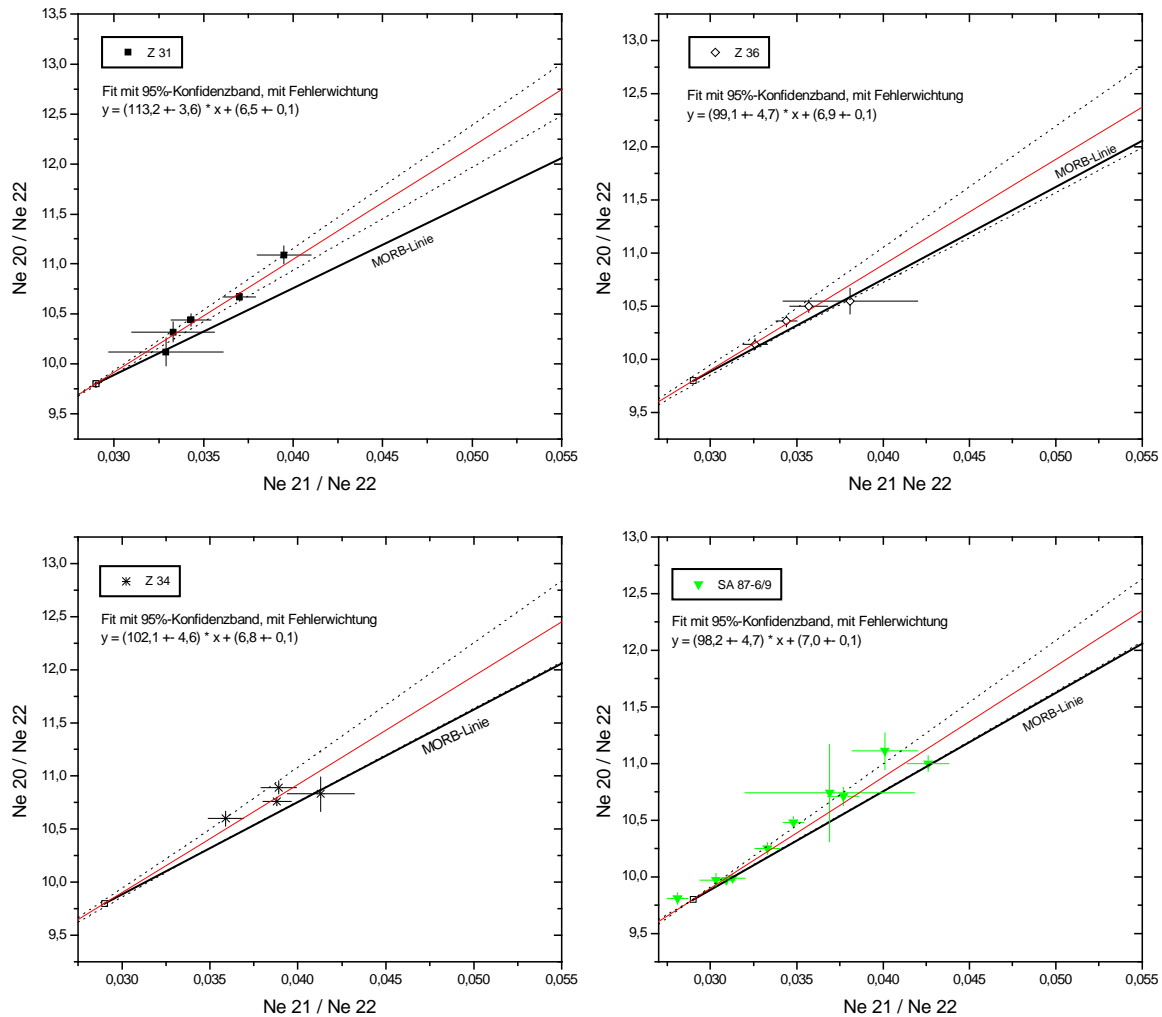 Z 31
Fit mit 95%-Konfidenzband, mit Fehlerwichtung
y = (113,2 +- 3,6) * x + (6,5 +- 0,1)
MORB-Linie
13,5
13,0
12,5
12,0
11,5
11,0
10,5
10,0
9,5
Ne 20 / Ne 22
0,030
0,035
0,040
0,045
0,050
0,055
Ne 21 / Ne 22
Z 36
Fit mit 95%-Konfidenzband, mit Fehlerwichtung
y = (99,1 +- 4,7) * x + (6,9 +- 0,1)
MORB-Linie
13,0
12,5
12,0
11,5
11,0
10,5
10,0
9,5
Ne 20 / Ne 22
0,030
0,035
0,040
0,045
0,050
0,055
Ne 21 Ne 22
Z 34
Fit mit 95%-Konfidenzband, mit Fehlerwichtung
y = (102,1 +- 4,6) * x + (6,8 +- 0,1)
MORB-Linie
13,0
12,5
12,0
11,5
11,0
10,5
10,0
9,5
Ne 20 / Ne 22
0,030
0,035
0,040
0,045
0,050
0,055
Ne 21 / Ne 22
SA 87-6/9
Fit mit 95%-Konfidenzband, mit Fehlerwichtung
y = (98,2 +- 4,7) * x + (7,0 +- 0,1)
MORB-Linie
13,0
12,5
12,0
11,5
11,0
10,5
10,0
9,5
Ne 20 / Ne 22
0,030
0,035
0,040
0,045
0,050
0,055
Ne 21 / Ne 22